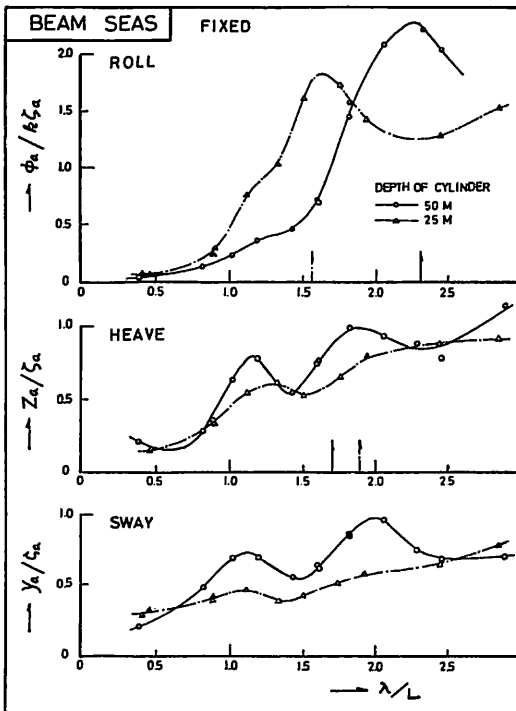 BEAM SEAS FIXED
ROLL
2.0
1.5
1.0
0.5
0
→ ϕa/kζa
DEPTH OF CYLINDER
50 M
25 M
0.5 1.0 1.5 2.0 2.5
HEAVE
1.0
0.5
0
→ Za/ζa
0.5 1.0 1.5 2.0 2.5
SWAY
1.0
0.5
0
→ ya/ζa
0.5 1.0 1.5 2.0 2.5
→ λ/L